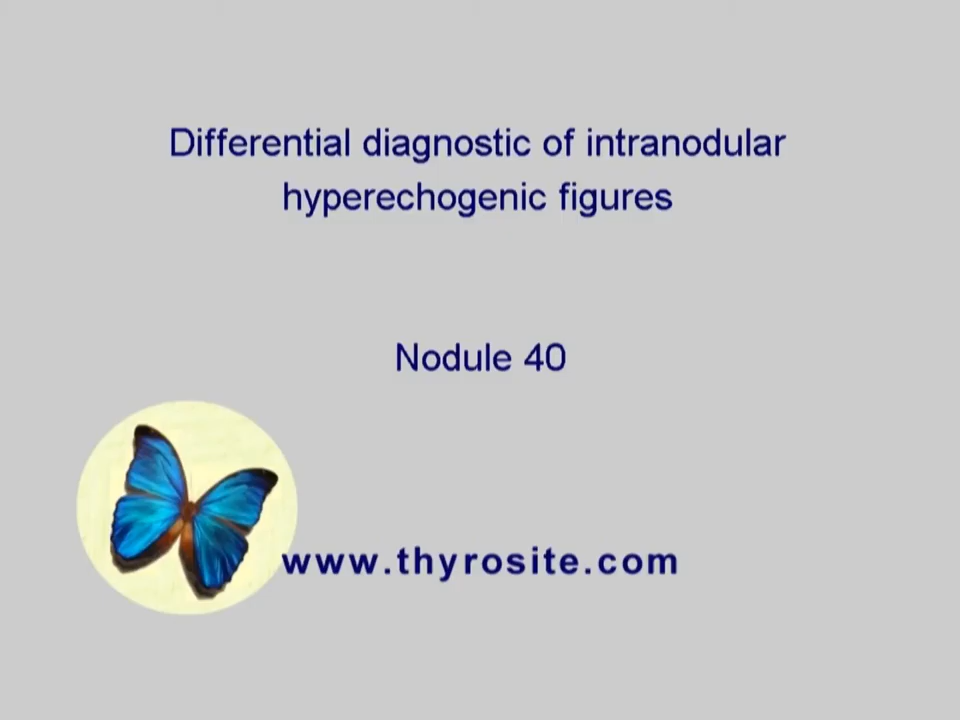 Differential diagnostic of intranodular
hyperechogenic figures
Nodule 40
www.thyrosite.com